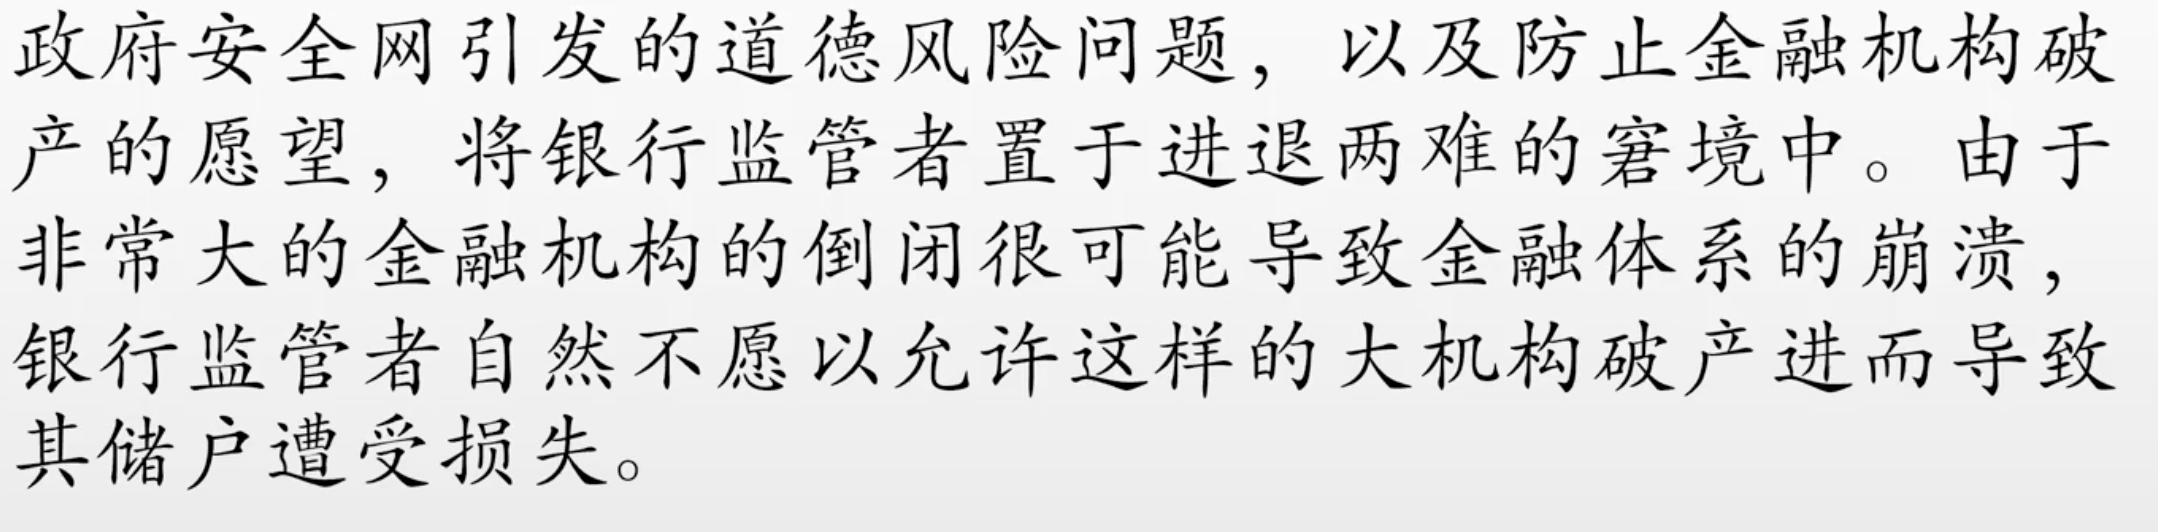 政府安全网引发的道德风险问题，以及防止金融机构破
产的愿望，将银行监管者置于进退两难的窘境中。由于
非常大的金融机构的倒闭很可能导致金融体系的崩溃，
银行监管者自然不愿以允许这样的大机构破产进而导致
其储户遭受损失。